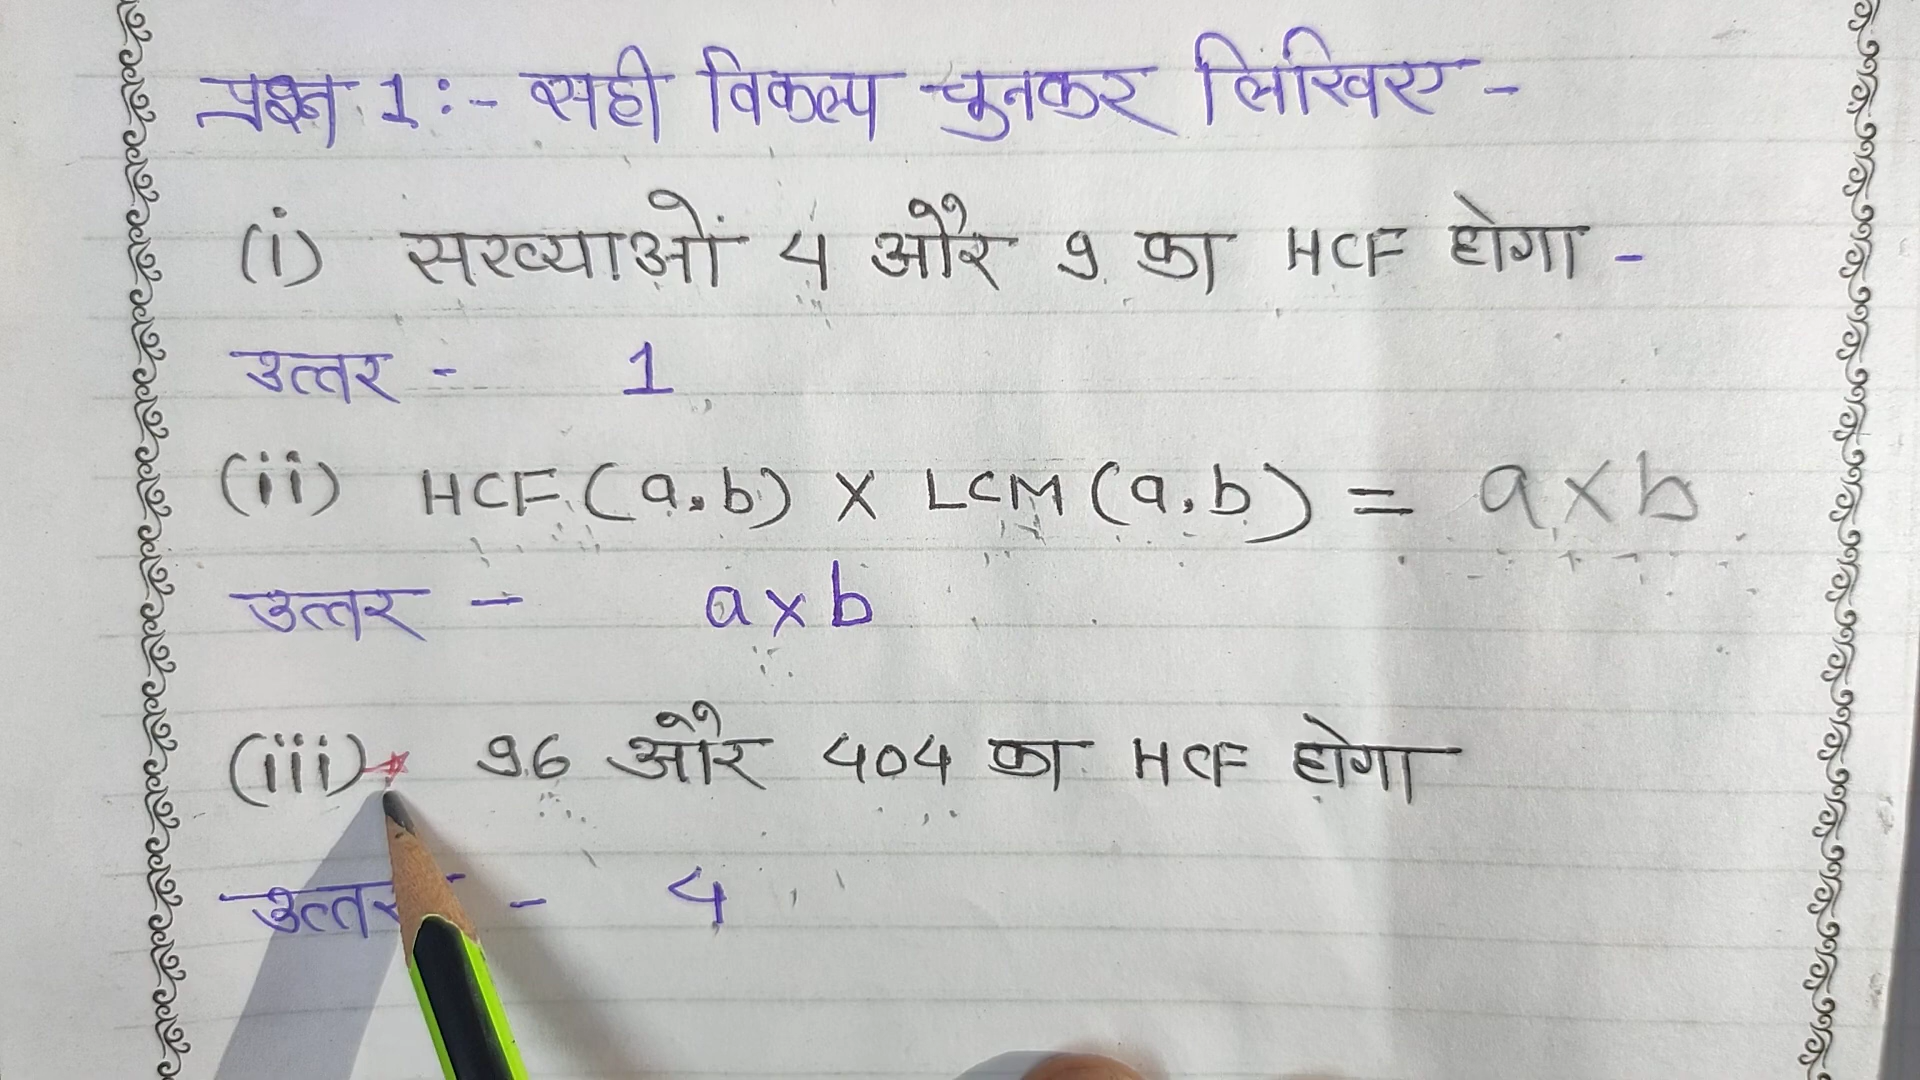 प्रश्न 1:- सही विकल्प चुनकर लिखिए -
(i) सख्याओं 4 और 9 का HCF होगा -
उत्तर - 1
(ii) HCF (a,b) × LCM (a,b) = a×b
उत्तर - a×b
(iii) 96 और 404 का HCF होगा
उत्तर - 4